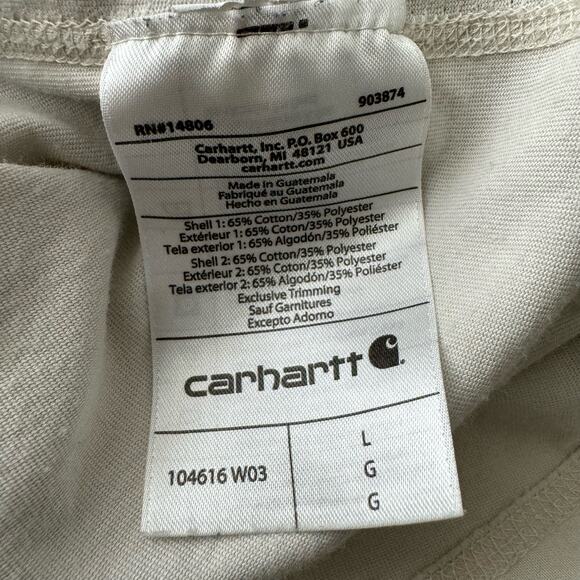 RN#14806 903874
Carhartt, Inc. P.O. Box 600
Dearborn, MI 48121 USA
carhartt.com
Made in Guatemala
Fabriqué au Guatemala
Hecho en Guatemala
Shell 1: 65% Cotton/35% Polyester
Extérieur 1: 65% Coton/35% Polyester
Tela exterior 1: 65% Algodón/35% Poliéster
Shell 2: 65% Cotton/35% Polyester
Extérieur 2: 65% Coton/35% Polyester
Tela exterior 2: 65% Algodón/35% Poliéster
Exclusive Trimming
Sauf Garnitures
Excepto Adorno
carhartt
104616 W03
L
G
G